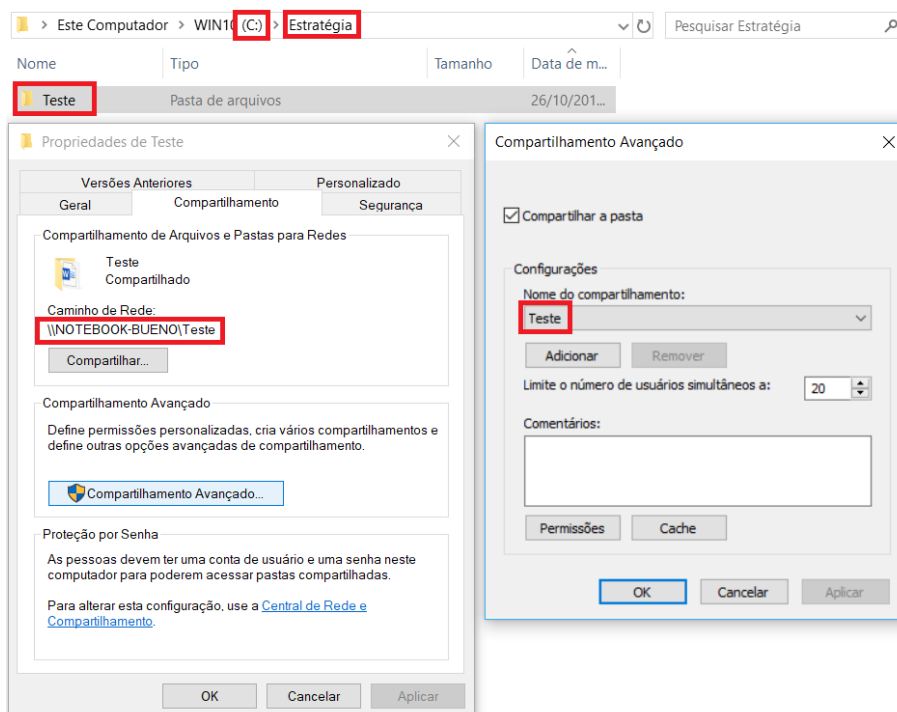 Este Computador > WIN10 (C:) > Estratégia
Pesquisar Estratégia
Nome Tipo Tamanho Data de m...
Teste Pasta de arquivos 26/10/201...
Propriedades de Teste
Versões Anteriores Personalizado
Geral Compartilhamento Segurança
Compartilhamento de Arquivos e Pastas para Redes
Teste
Compartilhado
Caminho de Rede:
\\NOTEBOOK-BUENO\Teste
Compartilhar...
Compartilhamento Avançado
Define permissões personalizadas, cria vários compartilhamentos e
define outras opções avançadas de compartilhamento.
Compartilhamento Avançado...
Proteção por Senha
As pessoas devem ter uma conta de usuário e uma senha neste
computador para poderem acessar pastas compartilhadas.
Para alterar esta configuração, use a Central de Rede e
Compartilhamento.
OK Cancelar Aplicar
Compartilhamento Avançado
Compartilhar a pasta
Configurações
Nome do compartilhamento:
Teste
Adicionar Remover
Limite o número de usuários simultâneos a: 20
Comentários:
Permissões Cache
OK Cancelar Aplicar